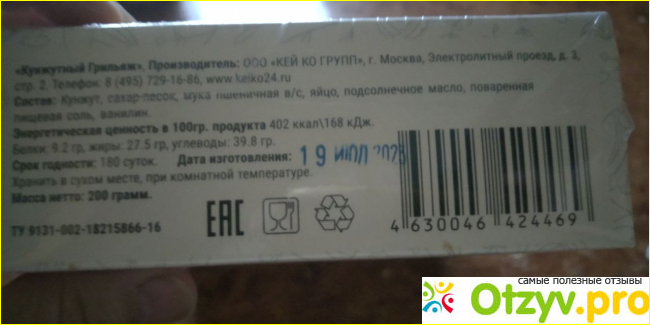 «Кунжутный Грильяж», Производитель: ООО «КЕЙ КО ГРУПП», г. Москва, Электролитный проезд, д. 3,
стр. 2. Телефон: 8 (495) 729-16-86, www.keiko24.ru
Состав: Кунжут, сахар-песок, мука пшеничная в/с, яйцо, подсолнечное масло, поваренная
пищевая соль, ванилин.
Энергетическая ценность в 100гр. продукта 402 ккал\168 кДж.
Белки: 9.2 гр, жиры: 27.5 гр, углеводы: 39.8 гр.
Срок годности: 180 суток. Дата изготовления: 19 ИЮЛ
Хранить в сухом месте, при комнатной температуре.
Масса нетто: 200 грамм.
ТУ 9131-002-18215866-16
EAC
4 630046 424469
самые полезные отзывы
Otzyv.pro